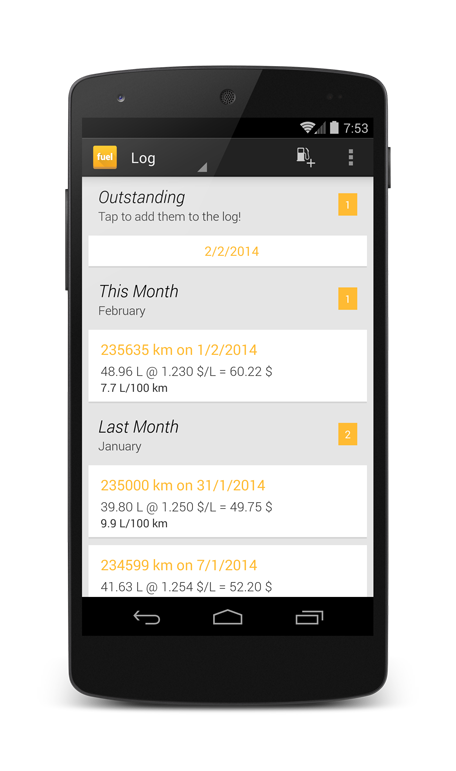 7:53
fuel
Log
Outstanding
1
Tap to add them to the log!
2/2/2014
This Month
1
February
235635 km on 1/2/2014
48.96 L @ 1.230 $/L = 60.22 $
7.7 L/100 km
Last Month
2
January
235000 km on 31/1/2014
39.80 L @ 1.250 $/L = 49.75 $
9.9 L/100 km
234599 km on 7/1/2014
41.63 L @ 1.254 $/L = 52.20 $